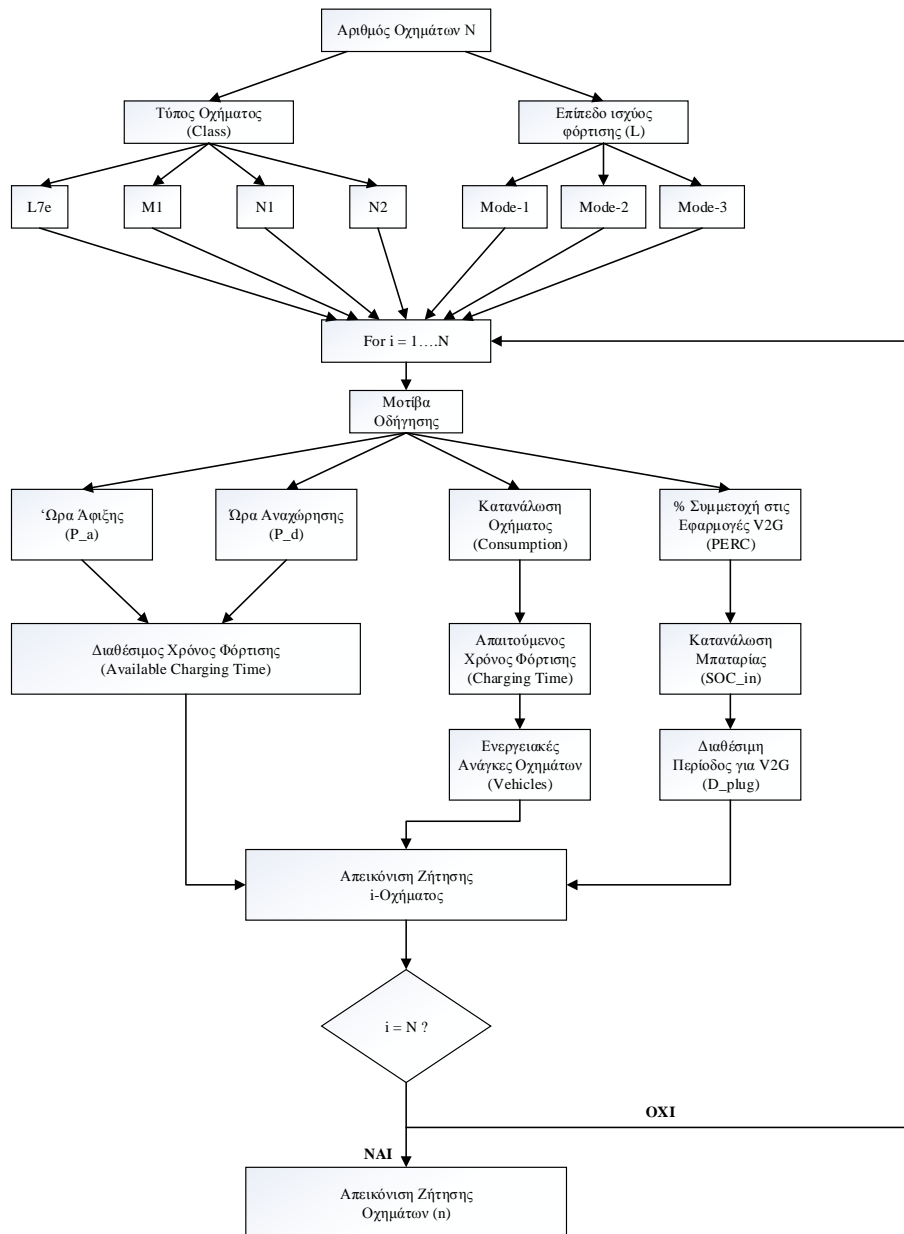 Αριθμός Οχημάτων N
Τύπος Οχήματος
(Class)
Επίπεδο ισχύος
φόρτισης (L)
L7e
M1
N1
N2
Mode-1
Mode-2
Mode-3
For i = 1….N
Μοτίβα
Οδήγησης
‘Ωρα Άφιξης
(P_a)
Ώρα Αναχώρησης
(P_d)
Κατανάλωση
Οχήματος
(Consumption)
% Συμμετοχή στις
Εφαρμογές V2G
(PERC)
Διαθέσιμος Χρόνος Φόρτισης
(Available Charging Time)
Απαιτούμενος
Χρόνος Φόρτισης
(Charging Time)
Κατανάλωση
Μπαταρίας
(SOC_in)
Ενεργειακές
Ανάγκες Οχημάτων
(Vehicles)
Διαθέσιμη
Περίοδος για V2G
(D_plug)
Απεικόνιση Ζήτησης
i-Οχήματος
i = N ?
ΟΧΙ
ΝΑΙ
Απεικόνιση Ζήτησης
Οχημάτων (n)